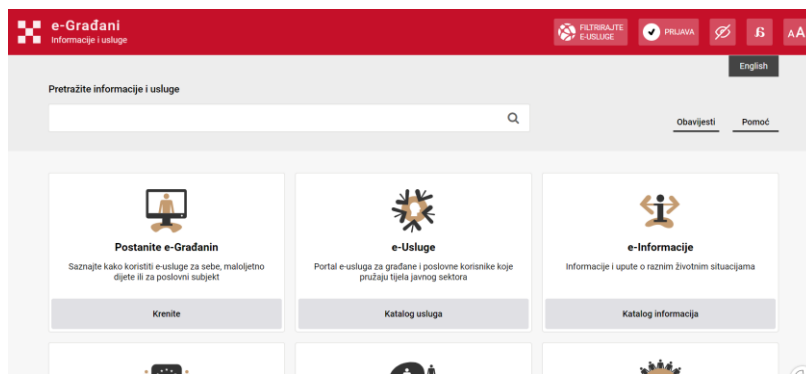 e-Građani
Informacije i usluge
FILTRIRAJTE
E-USLUGE
PRIJAVA
AA
English
Pretražite informacije i usluge
Obavijesti
Pomoć
Postanite e-Građanin
Saznajte kako koristiti e-usluge za sebe, maloljetno
dijete ili za poslovni subjekt
Krenite
e-Usluge
Portal e-usluga za građane i poslovne korisnike koje
pružaju tijela javnog sektora
Katalog usluga
e-Informacije
Informacije i upute o raznim životnim situacijama
Katalog informacija